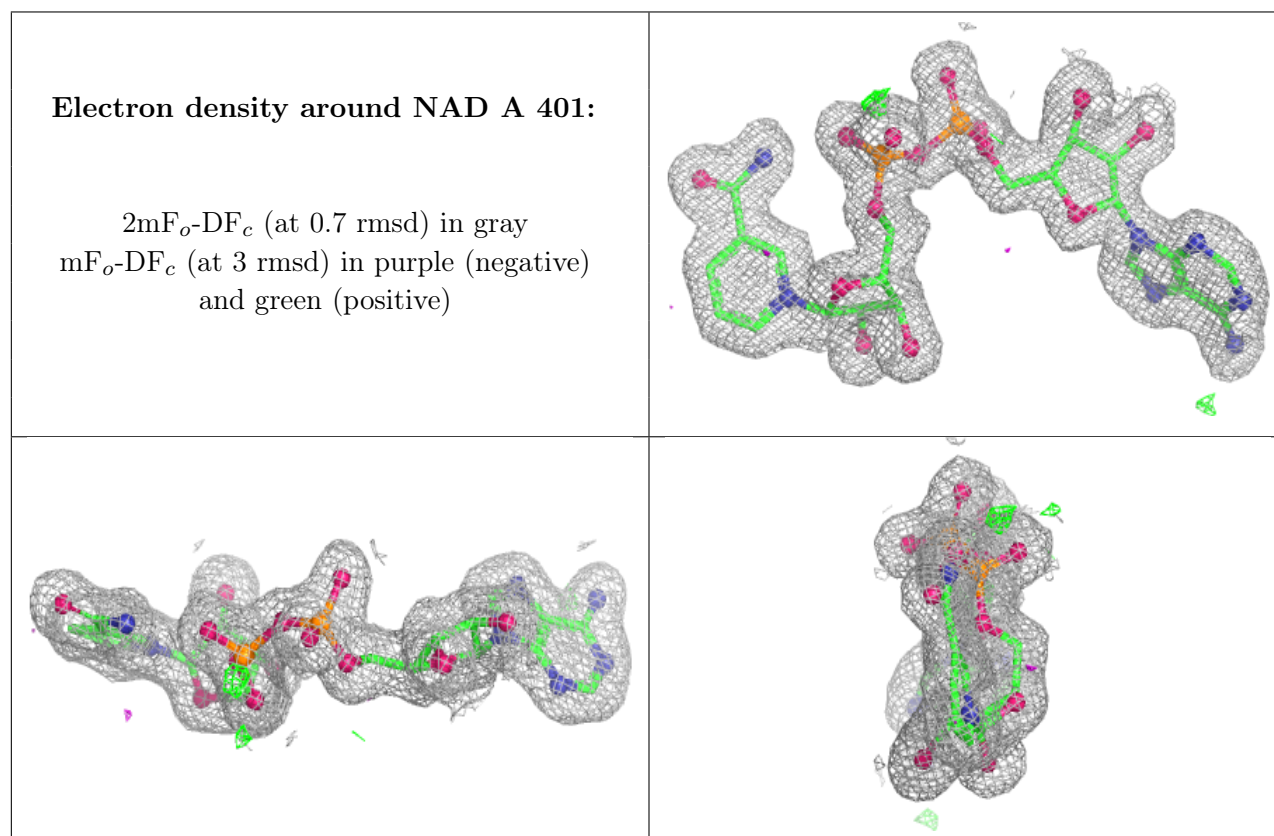 Electron density around NAD A 401:
2mFo-DFc (at 0.7 rmsd) in gray
mFo-DFc (at 3 rmsd) in purple (negative)
and green (positive)